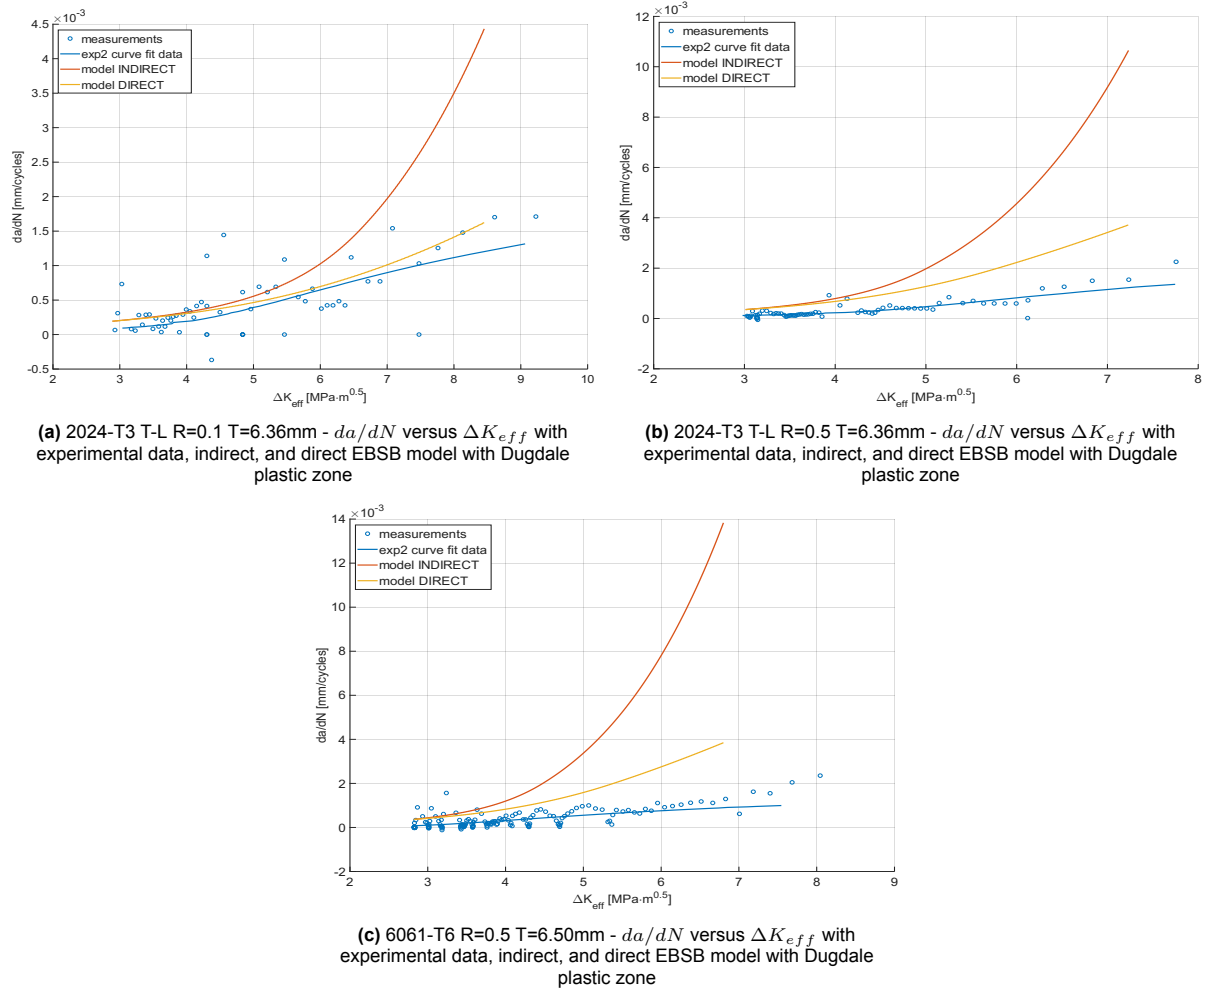 ×10⁻³
4.5
4
3.5
3
2.5
2
1.5
1
0.5
0
-0.5
da/dN [mm/cycles]
measurements
exp2 curve fit data
model INDIRECT
model DIRECT
2 3 4 5 6 7 8 9 10
ΔK_eff [MPa·m^0.5]
(a) 2024-T3 T-L R=0.1 T=6.36mm - da/dN versus ΔK_eff with
experimental data, indirect, and direct EBSB model with Dugdale
plastic zone
×10⁻³
12
10
8
6
4
2
0
-2
da/dN [mm/cycles]
measurements
exp2 curve fit data
model INDIRECT
model DIRECT
2 3 4 5 6 7 8
ΔK_eff [MPa·m^0.5]
(b) 2024-T3 T-L R=0.5 T=6.36mm - da/dN versus ΔK_eff with
experimental data, indirect, and direct EBSB model with Dugdale
plastic zone
×10⁻³
14
12
10
8
6
4
2
0
-2
da/dN [mm/cycles]
measurements
exp2 curve fit data
model INDIRECT
model DIRECT
2 3 4 5 6 7 8 9
ΔK_eff [MPa·m^0.5]
(c) 6061-T6 R=0.5 T=6.50mm - da/dN versus ΔK_eff with
experimental data, indirect, and direct EBSB model with Dugdale
plastic zone